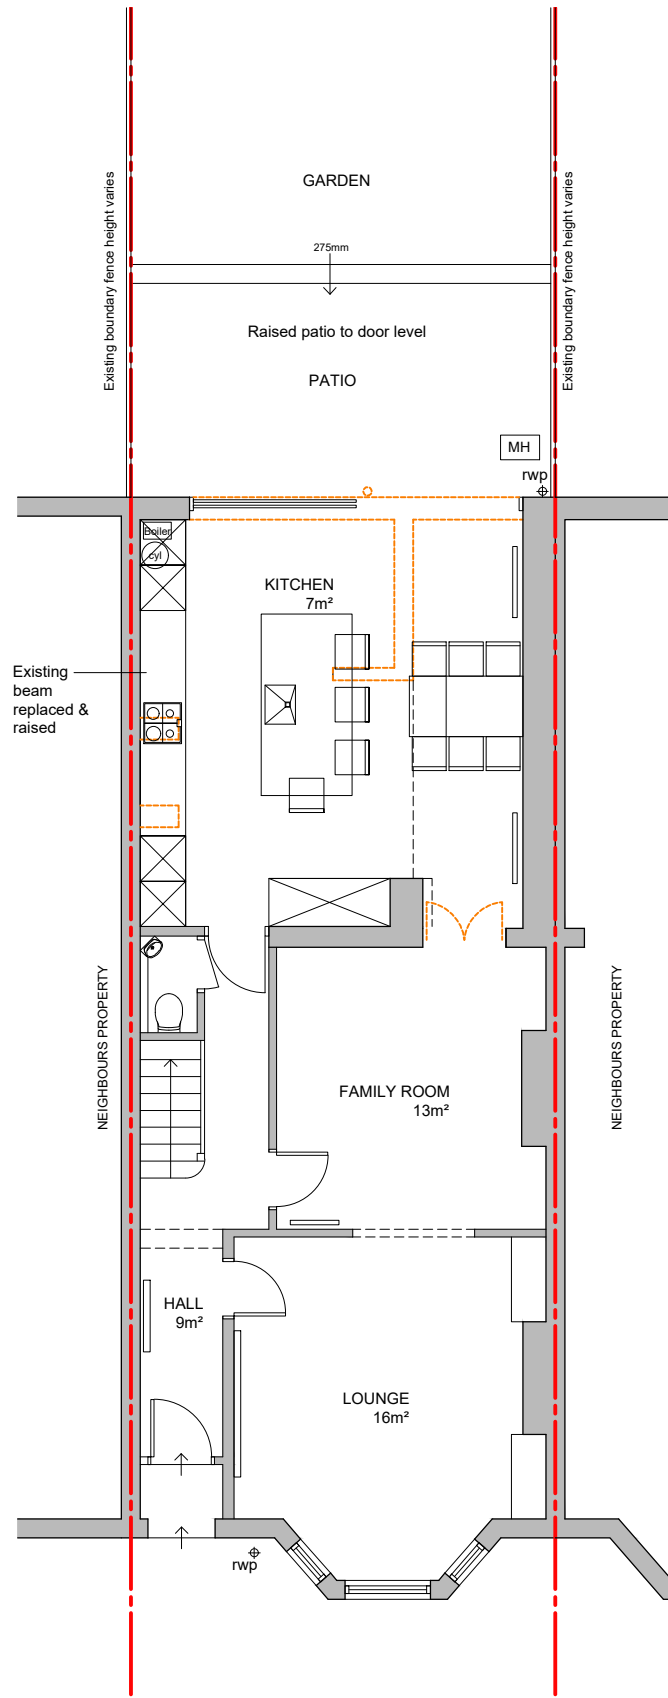 GARDEN
Existing boundary fence height varies
Existing boundary fence height varies
275mm
Raised patio to door level
PATIO
MH
rwp
Boiler
cyl
KITCHEN
7m²
Existing
beam
replaced &
raised
NEIGHBOURS PROPERTY
NEIGHBOURS PROPERTY
FAMILY ROOM
13m²
HALL
9m²
LOUNGE
16m²
rwp